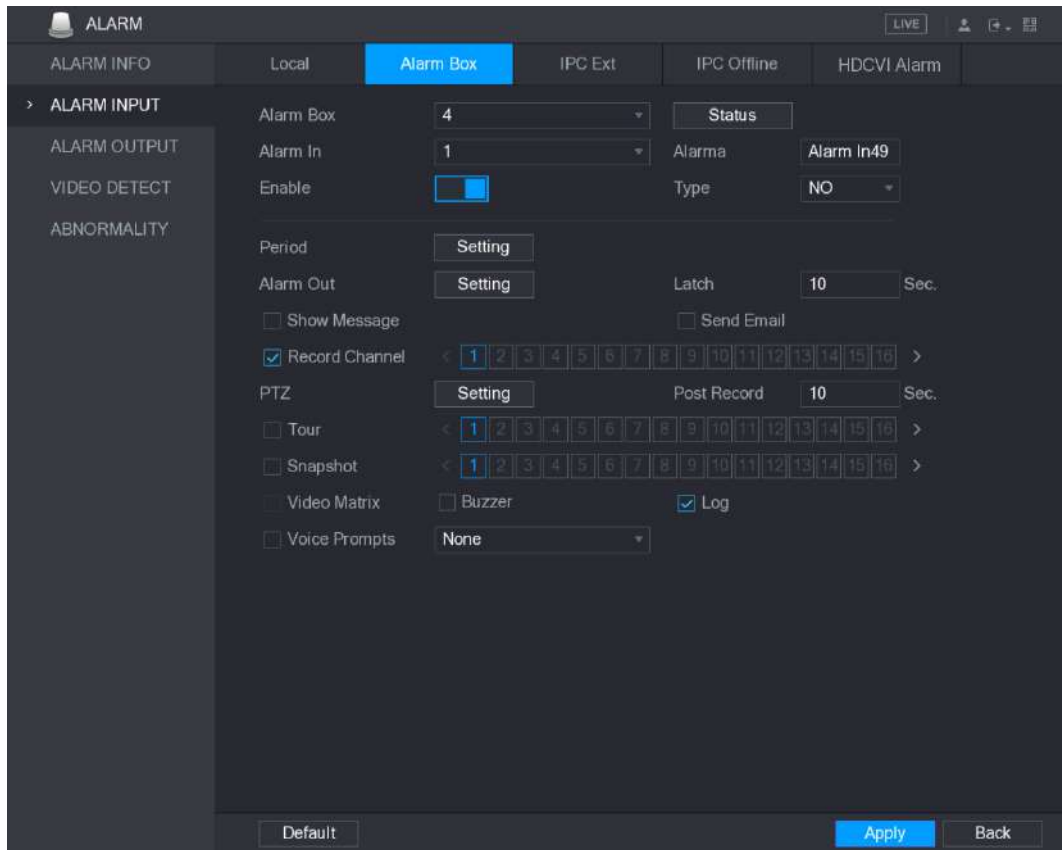 ALARM LIVE
ALARM INFO
ALARM INPUT
ALARM OUTPUT
VIDEO DETECT
ABNORMALITY
Local Alarm Box IPC Ext IPC Offline HDCVI Alarm
Alarm Box 4 Status
Alarm In 1 Alarma Alarm In49
Enable Type NO
Period Setting
Alarm Out Setting Latch 10 Sec.
Show Message Send Email
Record Channel < 1 2 3 4 5 6 7 8 9 10 11 12 13 14 15 16 >
PTZ Setting Post Record 10 Sec.
Tour < 1 2 3 4 5 6 7 8 9 10 11 12 13 14 15 16 >
Snapshot < 1 2 3 4 5 6 7 8 9 10 11 12 13 14 15 16 >
Video Matrix Buzzer Log
Voice Prompts None
Default Apply Back